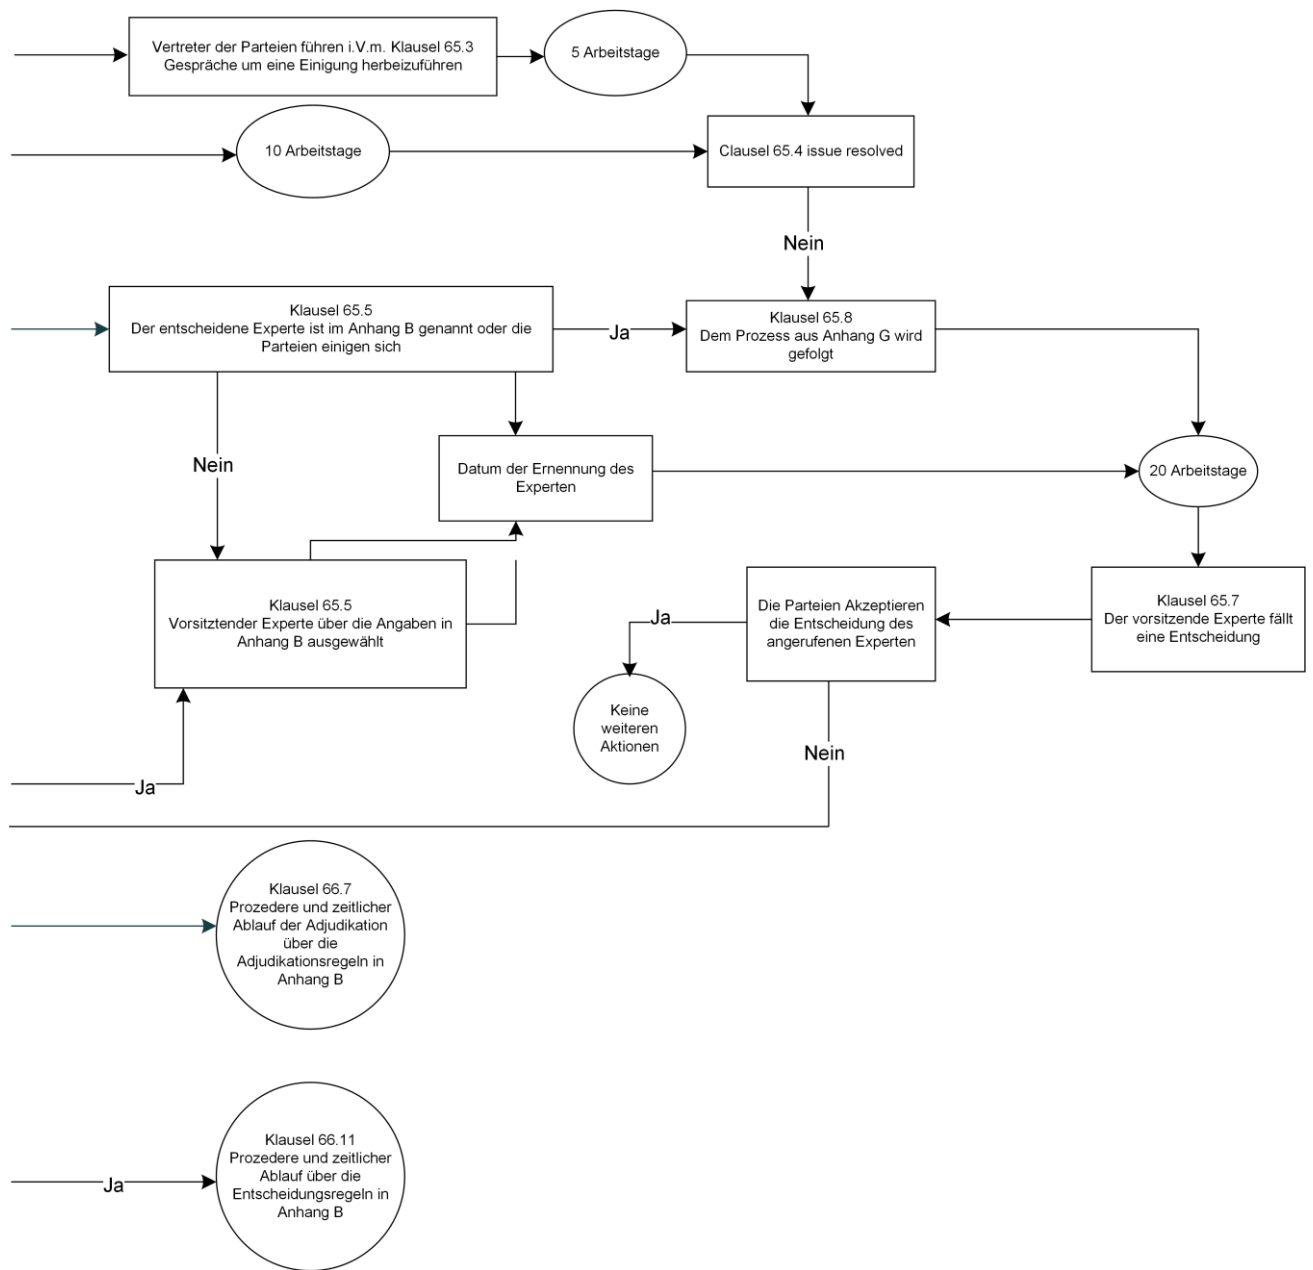 Vertreter der Parteien führen i.V.m. Klausel 65.3
Gespräche um eine Einigung herbeizuführen
5 Arbeitstage
10 Arbeitstage
Clausel 65.4 issue resolved
Nein
Klausel 65.5
Der entscheidene Experte ist im Anhang B genannt oder die
Parteien einigen sich
Ja
Klausel 65.8
Dem Prozess aus Anhang G wird
gefolgt
Nein
Datum der Ernennung des
Experten
20 Arbeitstage
Klausel 65.5
Vorsitztender Experte über die Angaben in
Anhang B ausgewählt
Ja
Die Parteien Akzeptieren
die Entscheidung des
angerufenen Experten
Klausel 65.7
Der vorsitzende Experte fällt
eine Entscheidung
Keine
weiteren
Aktionen
Nein
Ja
Klausel 66.7
Prozedere und zeitlicher
Ablauf der Adjudikation
über die
Adjudikationsregeln in
Anhang B
Ja
Klausel 66.11
Prozedere und zeitlicher
Ablauf über die
Entscheidungsregeln in
Anhang B